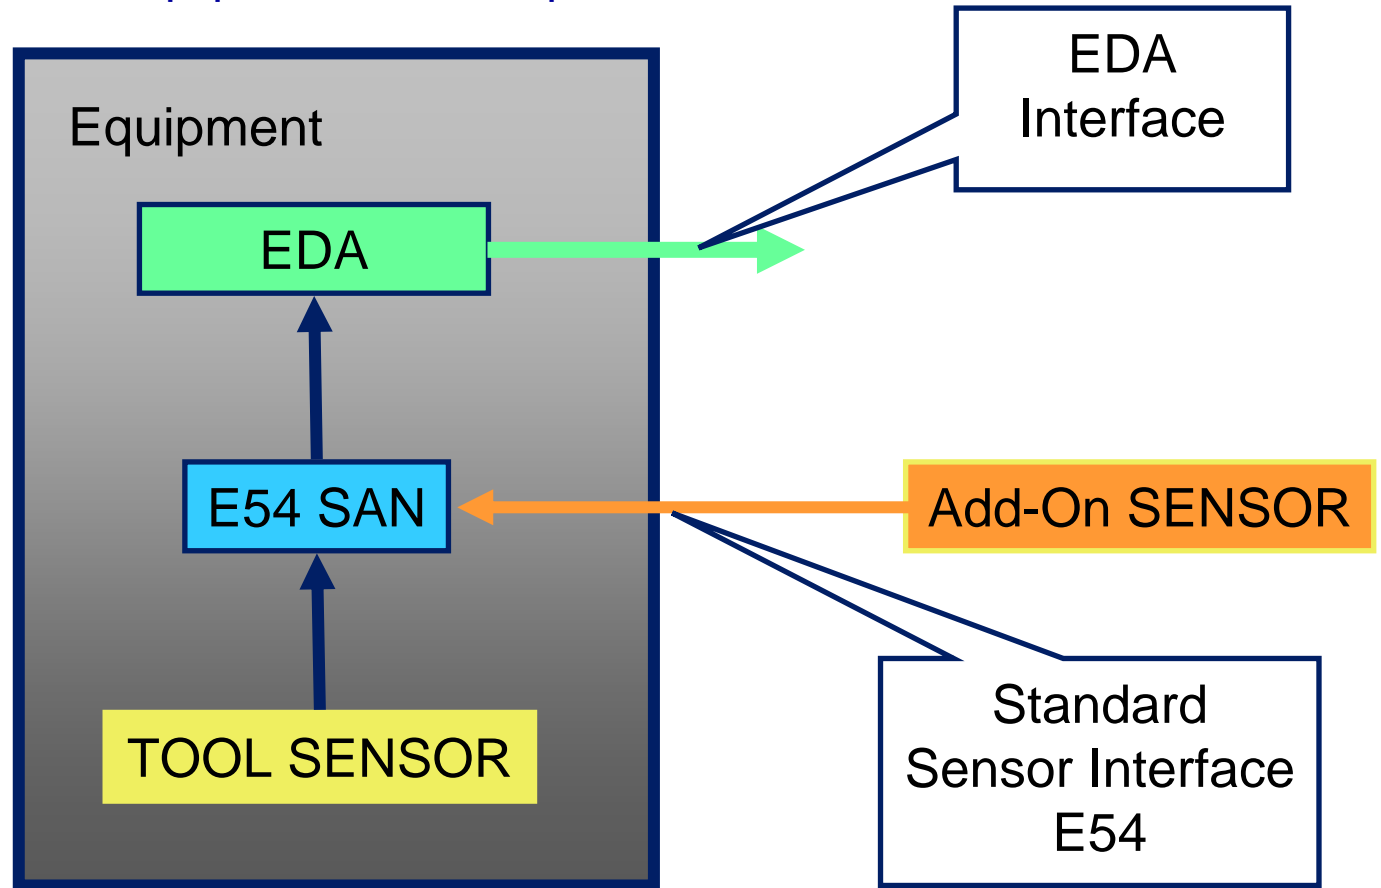 EDA
Interface
Equipment
EDA
E54 SAN
Add-On SENSOR
TOOL SENSOR
Standard
Sensor Interface
E54